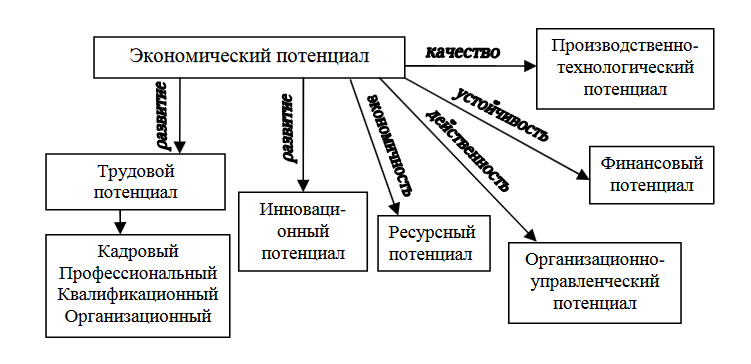 Экономический потенциал
качество
Производственно-
технологический
потенциал
развитие
развитие
экономичность
действенность
устойчивость
Трудовой
потенциал
Инноваци-
онный
потенциал
Ресурсный
потенциал
Финансовый
потенциал
Организационно-
управленческий
потенциал
Кадровый
Профессиональный
Квалификационный
Организационный